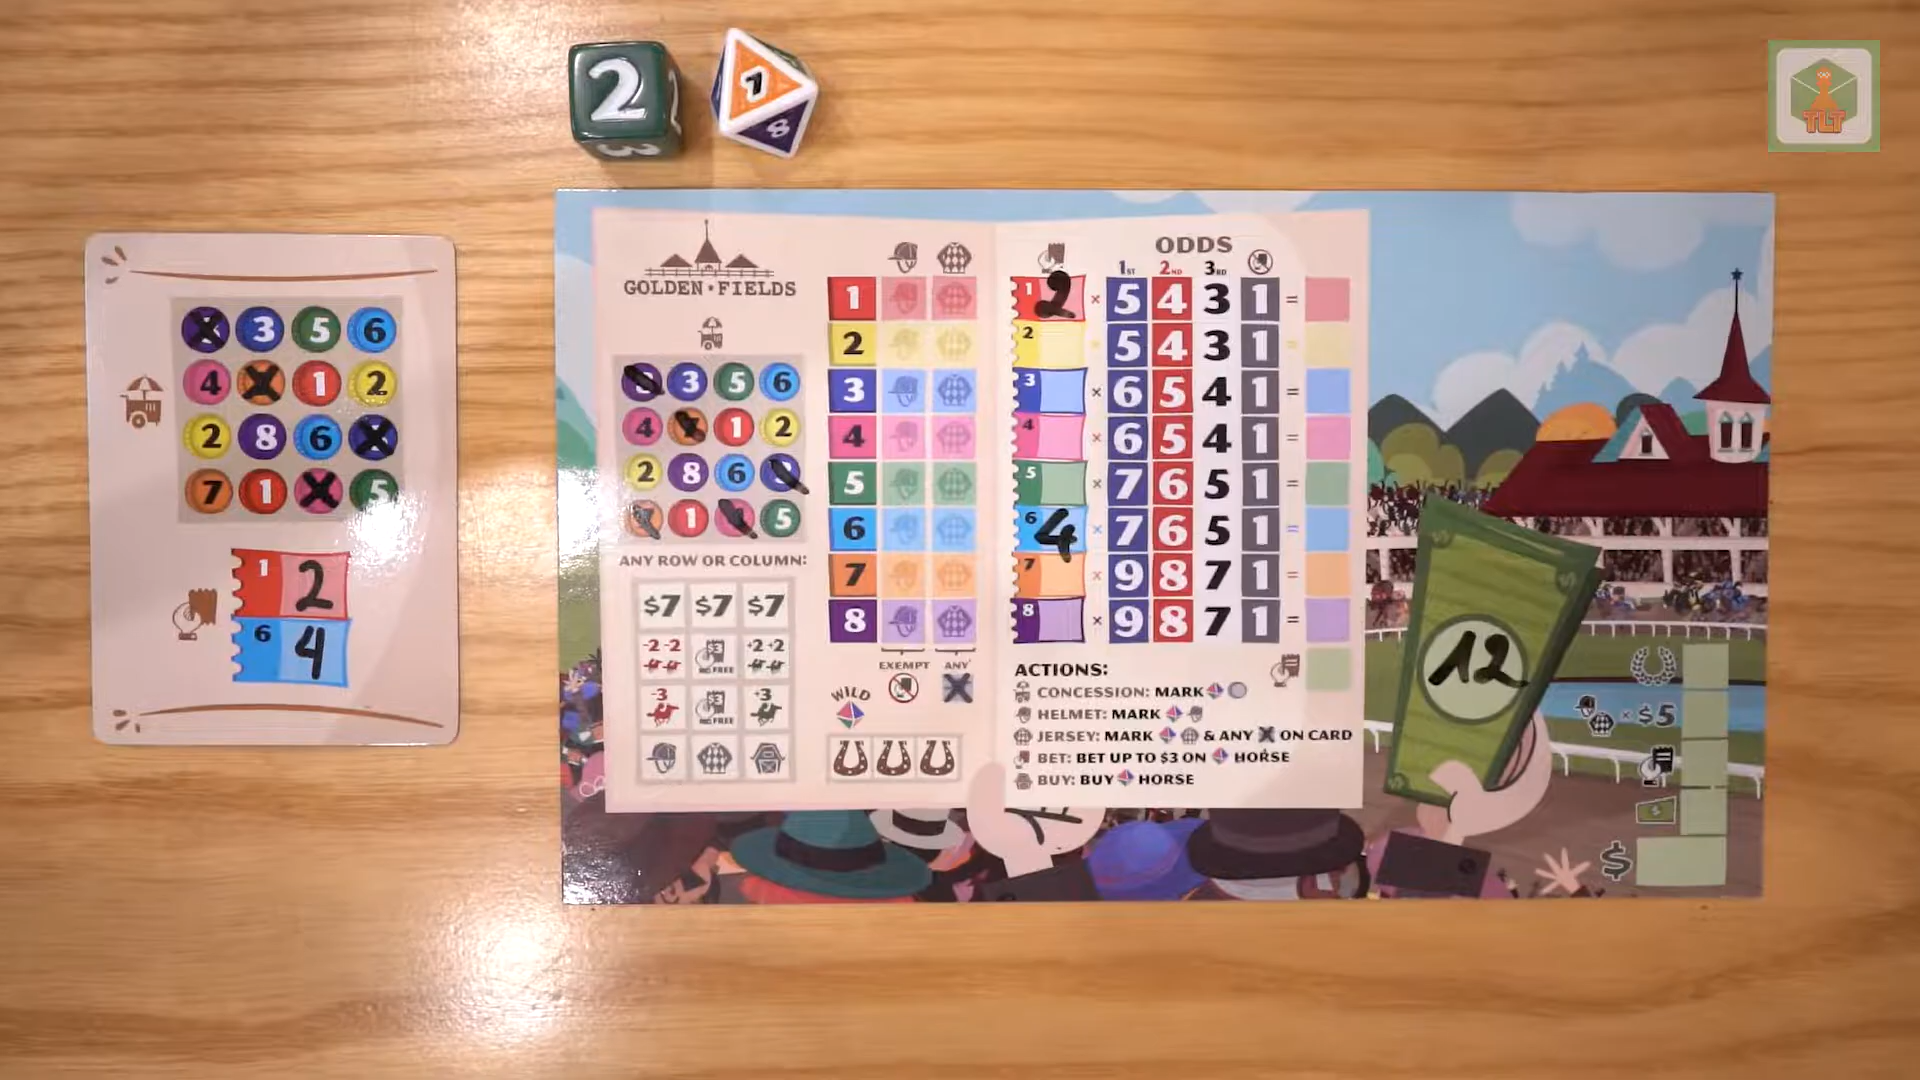 2
3
7
8
TLT
3 5 6
4 1 2
2 8 6
7 1 5
1 2
6 4
GOLDEN • FIELDS
3 5 6
4 1 2
2 8 6
1 5
ANY ROW OR COLUMN:
$7 $7 $7
-2 -2 $3 FREE +2 +2
-3 $3 FREE +3
1
2
3
4
5
6
7
8
EXEMPT ANY
WILD
ODDS
1ST 2ND 3RD
1 2 × 5 4 3 1 =
2 × 5 4 3 1 =
3 × 6 5 4 1 =
4 × 6 5 4 1 =
5 × 7 6 5 1 =
6 4 × 7 6 5 1 =
7 × 9 8 7 1 =
8 × 9 8 7 1 =
ACTIONS:
CONCESSION: MARK
HELMET: MARK
JERSEY: MARK & ANY X ON CARD
BET: BET UP TO $3 ON HORSE
BUY: BUY HORSE
12
× $5
$